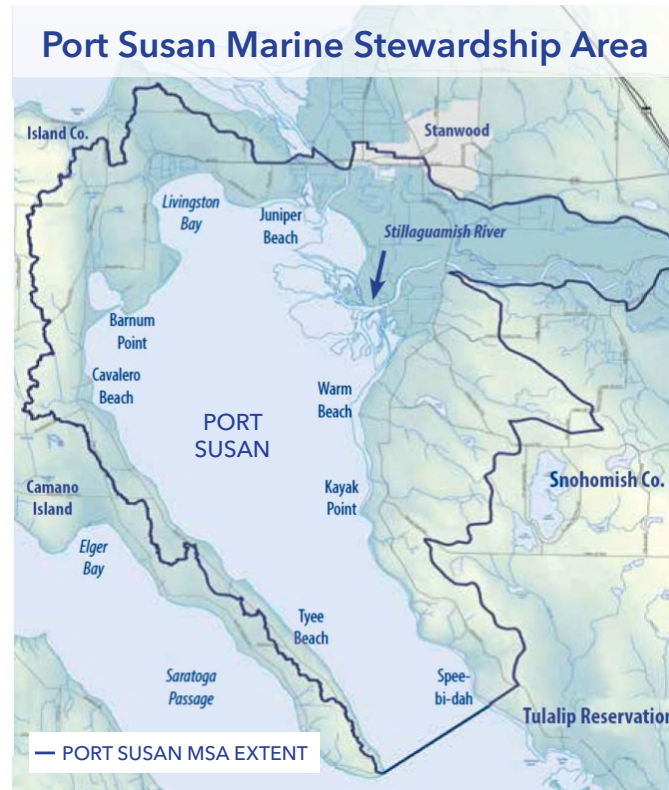 Port Susan Marine Stewardship Area
Island Co.
Stanwood
Livingston
Bay
Juniper
Beach
Stillaguamish River
Barnum
Point
Cavalero
Beach
Warm
Beach
PORT
SUSAN
Snohomish Co.
Camano
Island
Kayak
Point
Elger
Bay
Tyee
Beach
Saratoga
Passage
Spee-
bi-dah
Tulalip Reservation
PORT SUSAN MSA EXTENT